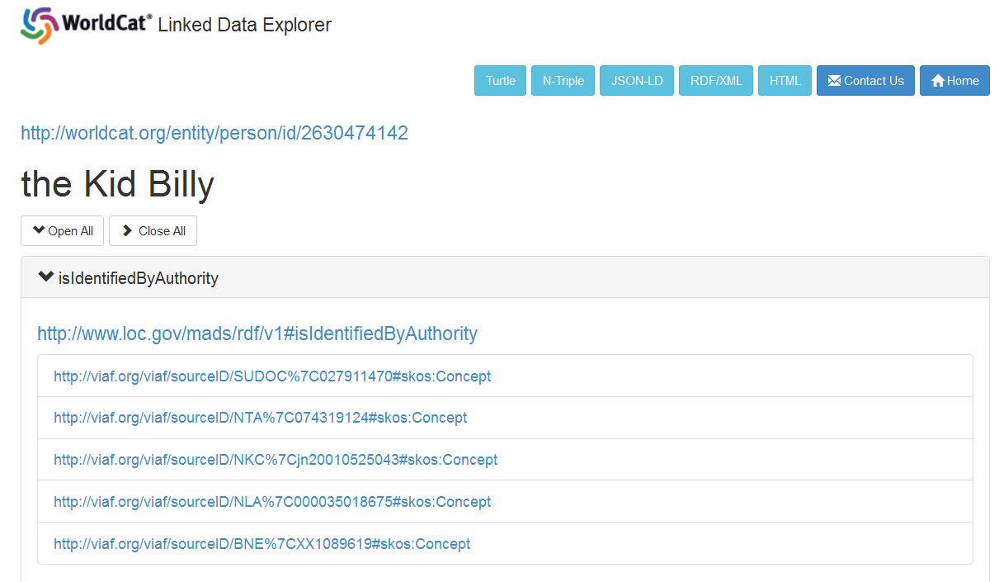 WorldCat® Linked Data Explorer
Turtle N-Triple JSON-LD RDF/XML HTML Contact Us Home
http://worldcat.org/entity/person/id/2630474142
the Kid Billy
Open All Close All
isIdentifiedByAuthority
http://www.loc.gov/mads/rdf/v1#isIdentifiedByAuthority
http://viaf.org/viaf/sourceID/SUDOC%7C027911470#skos:Concept
http://viaf.org/viaf/sourceID/NTA%7C074319124#skos:Concept
http://viaf.org/viaf/sourceID/NKC%7Cjn20010525043#skos:Concept
http://viaf.org/viaf/sourceID/NLA%7C000035018675#skos:Concept
http://viaf.org/viaf/sourceID/BNE%7CXX1089619#skos:Concept